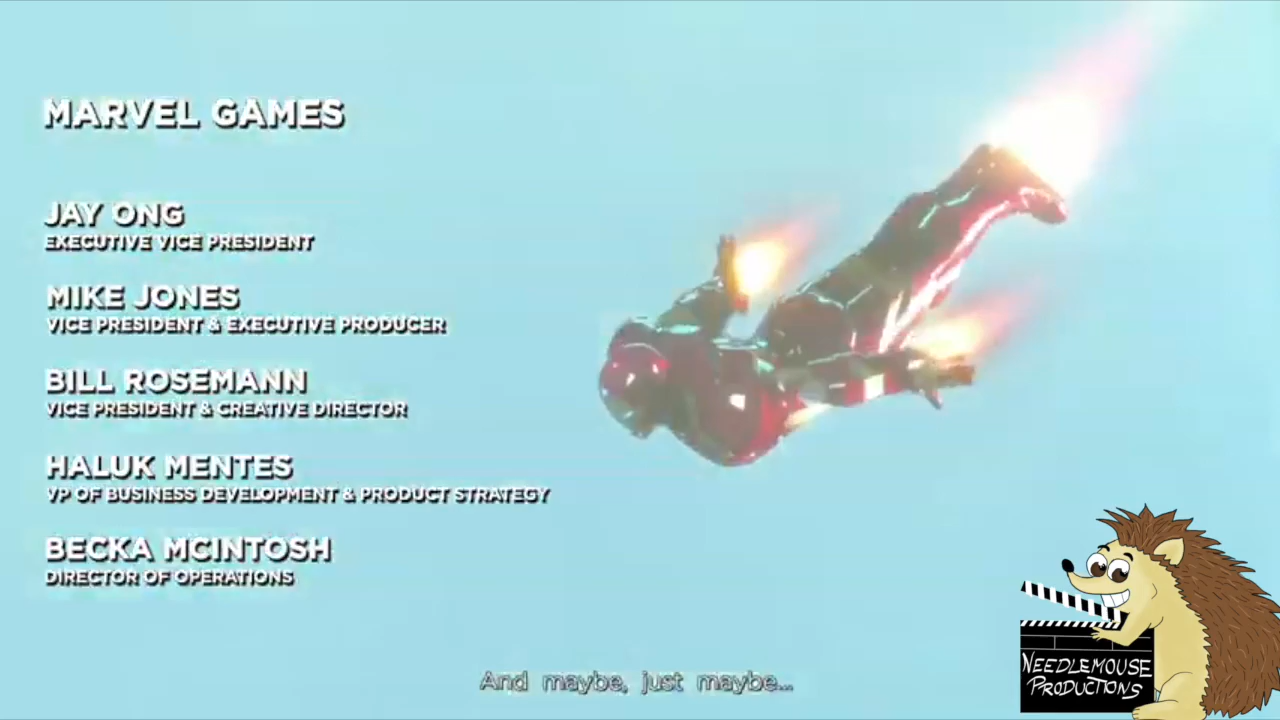 MARVEL GAMES
JAY ONG
EXECUTIVE VICE PRESIDENT
MIKE JONES
VICE PRESIDENT & EXECUTIVE PRODUCER
BILL ROSEMANN
VICE PRESIDENT & CREATIVE DIRECTOR
HALUK MENTES
VP OF BUSINESS DEVELOPMENT & PRODUCT STRATEGY
BECKA MCINTOSH
DIRECTOR OF OPERATIONS
And maybe, just maybe...
NEEDLEMOUSE
PRODUCTIONS